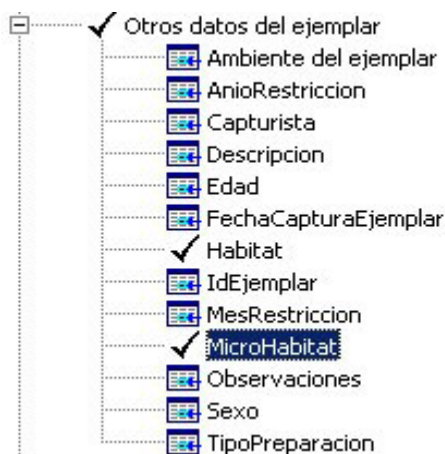 Otros datos del ejemplar
Ambiente del ejemplar
AnioRestriccion
Capturista
Descripcion
Edad
FechaCapturaEjemplar
Habitat
IdEjemplar
MesRestriccion
MicroHabitat
Observaciones
Sexo
TipoPreparacion